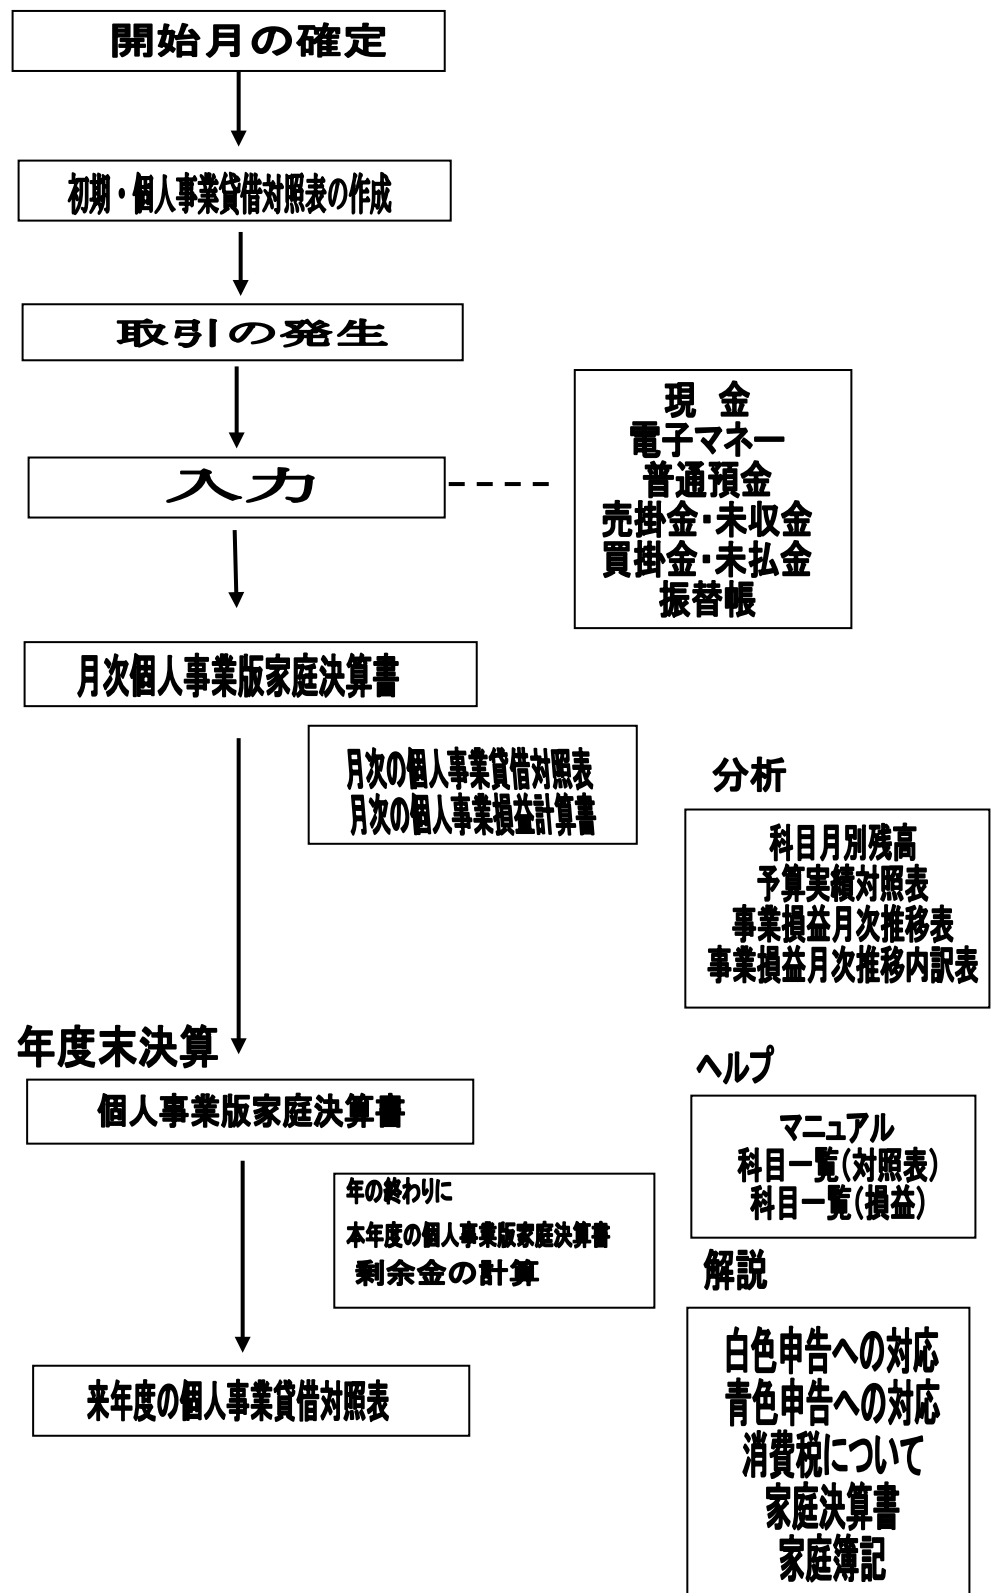 開始月の確定
初期・個人事業貸借対照表の作成
取引の発生
入力
現　金
電子マネー
普通預金
売掛金・未収金
買掛金・未払金
振替帳
月次個人事業版家庭決算書
月次の個人事業貸借対照表
月次の個人事業損益計算書
分析
科目月別残高
予算実績対照表
事業損益月次推移表
事業損益月次推移内訳表
年度末決算
個人事業版家庭決算書
年の終わりに
本年度の個人事業版家庭決算書
剰余金の計算
来年度の個人事業貸借対照表
ヘルプ
マニュアル
科目一覧(対照表)
科目一覧(損益)
解説
白色申告への対応
青色申告への対応
消費税について
家庭決算書
家庭簿記